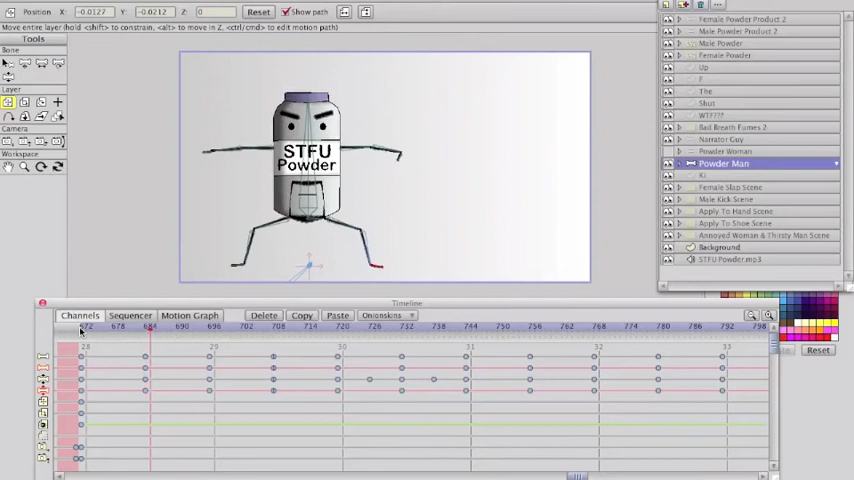 Position X: -0.0127 Y: -0.0212 Z: 0 Reset Show path
Move entire layer (hold <shift> to constrain, <alt> to move in Z, <ctrl/cmd> to edit motion path)
Tools
Bone
Layer
Camera
Workspace
STFU
Powder
Female Powder Product 2
Male Powder Product 2
Male Powder
Female Powder
Up
F
The
Shut
WTF????
Bad Breath Fumes 2
Narrator Guy
Powder Woman
Powder Man
Ki
Female Slap Scene
Male Kick Scene
Apply To Hand Scene
Apply To Shoe Scene
Annoyed Woman & Thirsty Man Scene
Background
STFU Powder.mp3
Timeline
Channels Sequencer Motion Graph Delete Copy Paste Onionskins
672 678 684 690 696 702 708 714 720 726 732 738 744 750 756 762 768 774 780 786 792 798
28 29 30 31 32 33
Reset